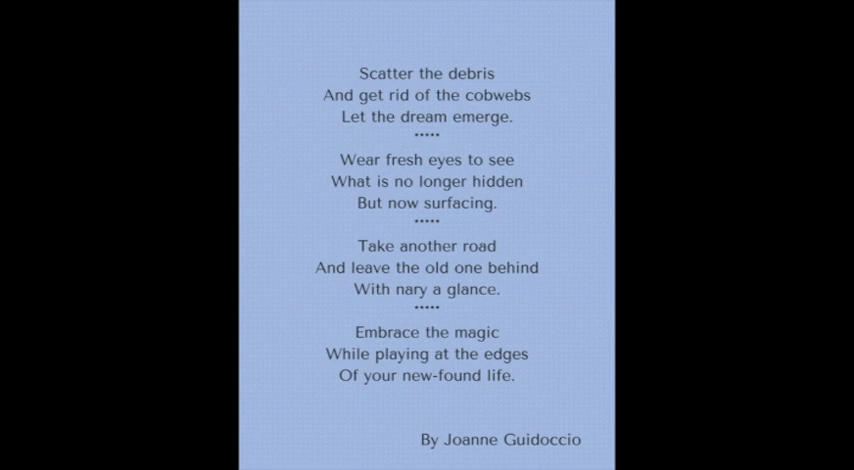 Scatter the debris
And get rid of the cobwebs
Let the dream emerge.
•••••
Wear fresh eyes to see
What is no longer hidden
But now surfacing.
•••••
Take another road
And leave the old one behind
With nary a glance.
•••••
Embrace the magic
While playing at the edges
Of your new-found life.
By Joanne Guidoccio